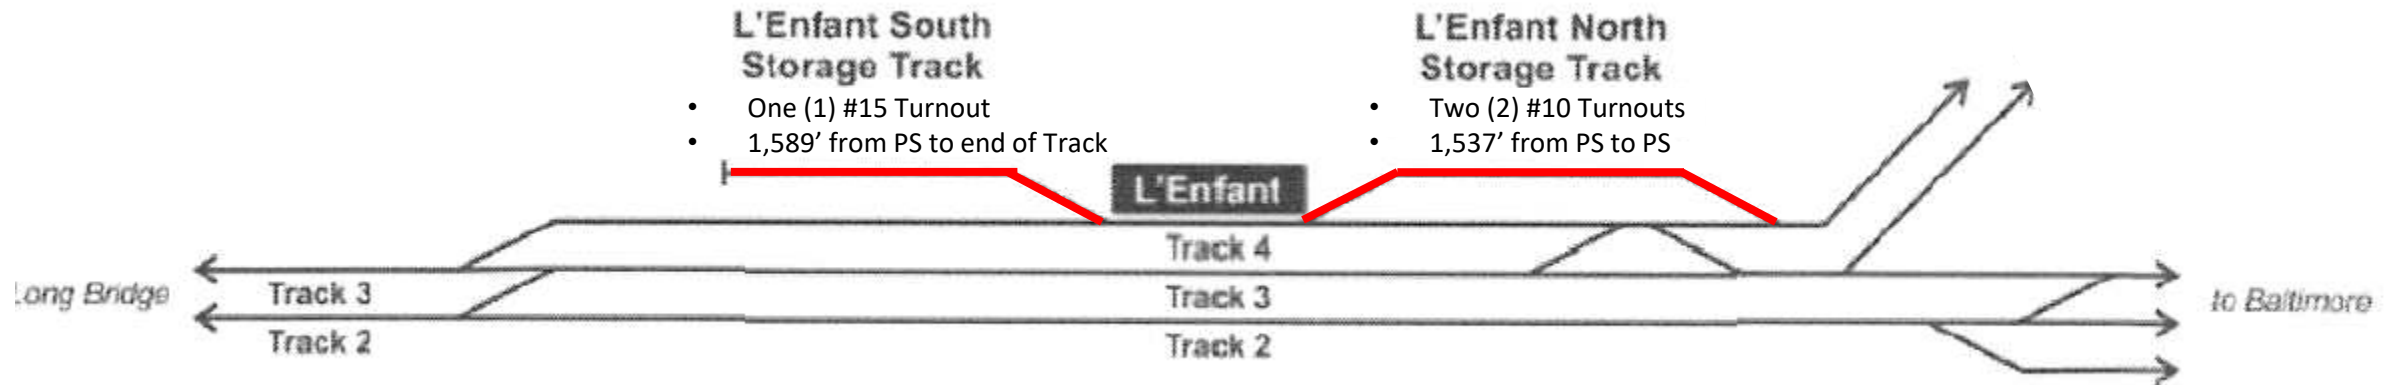 L'Enfant South
Storage Track
• One (1) #15 Turnout
• 1,589’ from PS to end of Track
L'Enfant North
Storage Track
• Two (2) #10 Turnouts
• 1,537’ from PS to PS
L'Enfant
Track 4
Long Bridge
Track 3
Track 3
to Baltimore
Track 2
Track 2